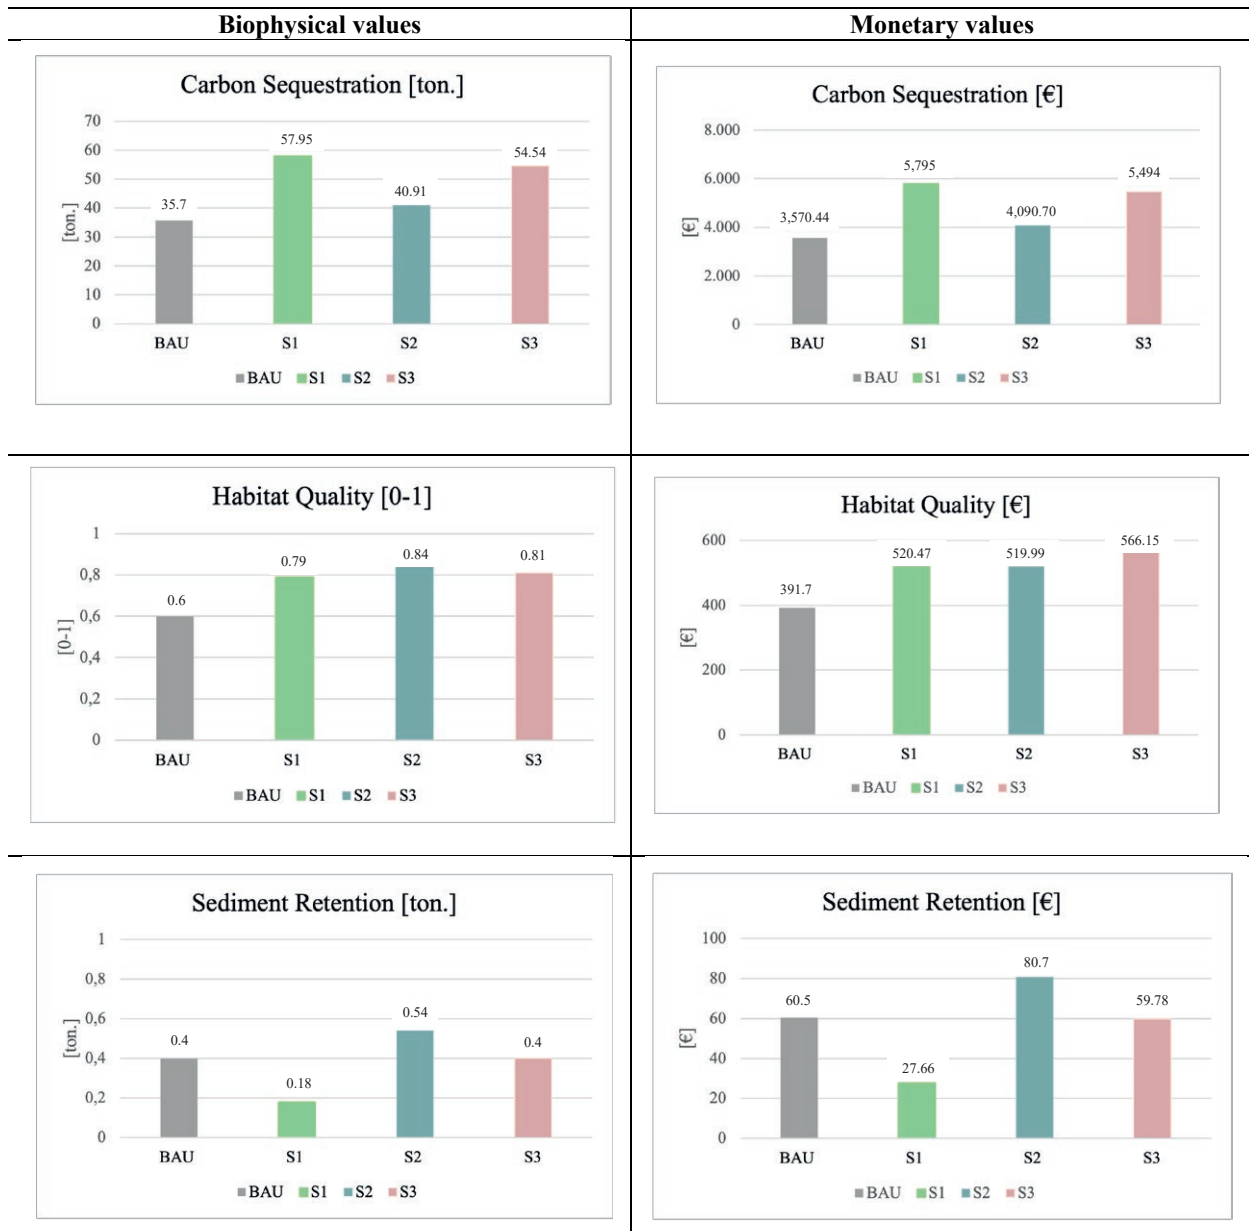 Biophysical values
Monetary values
Carbon Sequestration [ton.]
70
60
50
40
30
20
10
0
[ton.]
35.7
57.95
40.91
54.54
BAU S1 S2 S3
BAU S1 S2 S3
Carbon Sequestration [€]
8.000
6.000
4.000
2.000
0
[€]
3,570.44
5,795
4,090.70
5,494
BAU S1 S2 S3
BAU S1 S2 S3
Habitat Quality [0-1]
1
0,8
0,6
0,4
0,2
0
[0-1]
0.6
0.79
0.84
0.81
BAU S1 S2 S3
BAU S1 S2 S3
Habitat Quality [€]
600
400
200
0
[€]
391.7
520.47
519.99
566.15
BAU S1 S2 S3
BAU S1 S2 S3
Sediment Retention [ton.]
1
0,8
0,6
0,4
0,2
0
[ton.]
0.4
0.18
0.54
0.4
BAU S1 S2 S3
BAU S1 S2 S3
Sediment Retention [€]
100
80
60
40
20
0
[€]
60.5
27.66
80.7
59.78
BAU S1 S2 S3
BAU S1 S2 S3